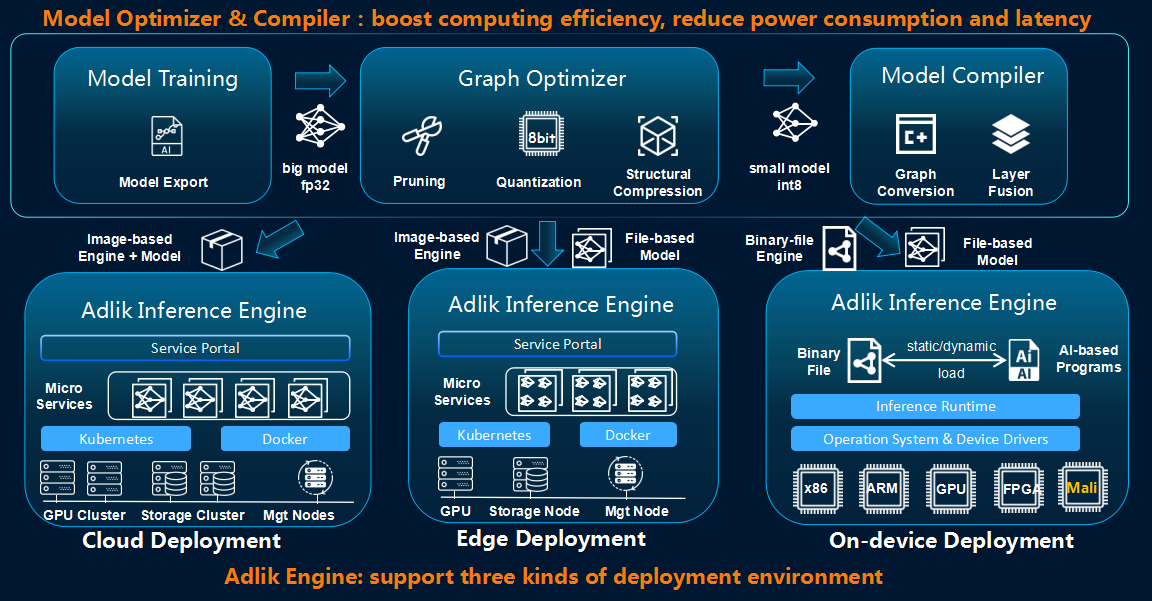 Model Optimizer & Compiler : boost computing efficiency, reduce power consumption and latency
Model Training
AI
Model Export
big model
fp32
Graph Optimizer
Pruning
8bit
Quantization
Structural
Compression
small model
int8
Model Compiler
Graph
Conversion
Layer
Fusion
Image-based
Engine + Model
Image-based
Engine
File-based
Model
Binary-file
Engine
File-based
Model
Adlik Inference Engine
Service Portal
Micro
Services
Kubernetes
Docker
GPU Cluster
Storage Cluster
Mgt Nodes
Cloud Deployment
Adlik Inference Engine
Service Portal
Micro
Services
Kubernetes
Docker
GPU
Storage Node
Mgt Node
Edge Deployment
Adlik Inference Engine
Binary
File
static/dynamic
load
Ai
AI
AI-based
Programs
Inference Runtime
Operation System & Device Drivers
x86
ARM
GPU
FPGA
Mali
On-device Deployment
Adlik Engine: support three kinds of deployment environment